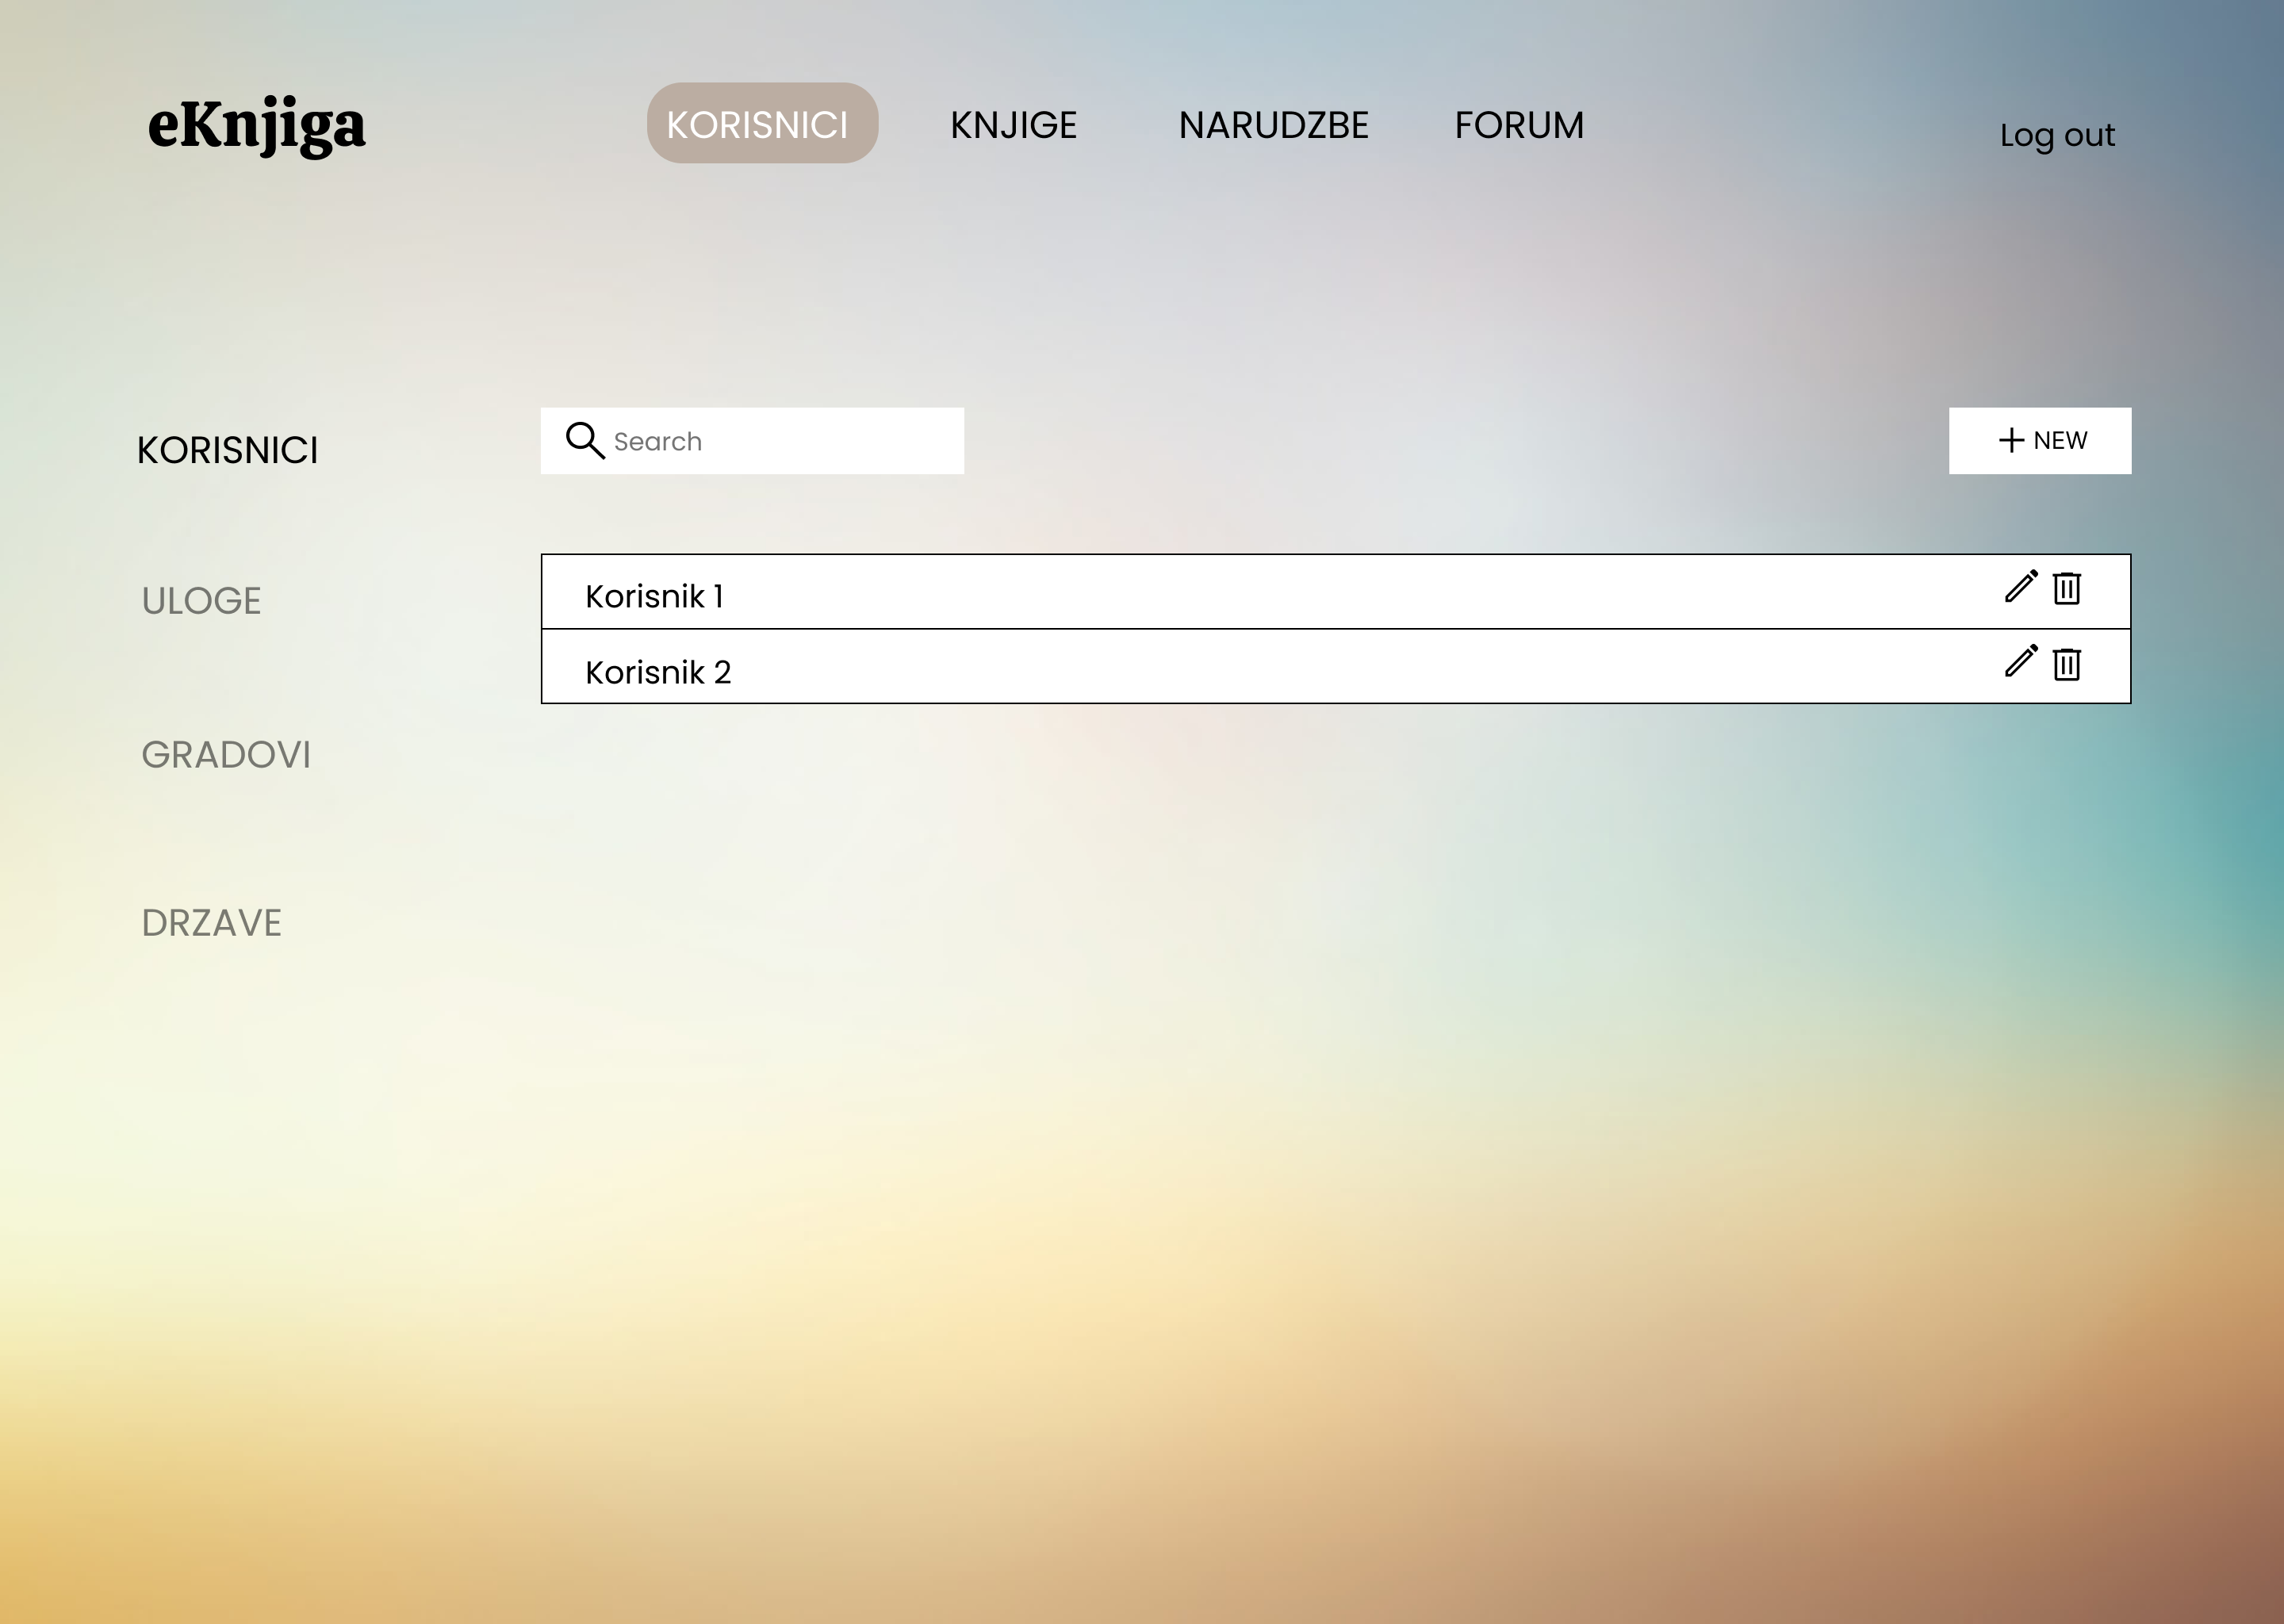 eKnjiga
KORISNICI
KNJIGE
NARUDZBE
FORUM
Log out
KORISNICI
Search
NEW
ULOGE
Korisnik 1
Korisnik 2
GRADOVI
DRZAVE